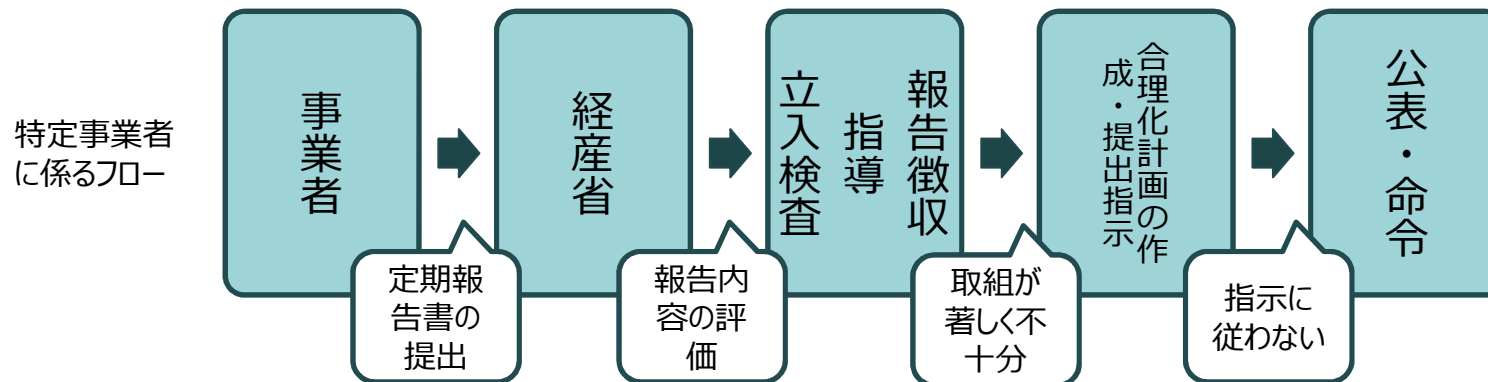 特定事業者
に係るフロー
事業者
経産省
報告徴収
指導
立入検査
合理化計画の作
成・提出指示
公表・命令
定期報
告書の
提出
報告内
容の評
価
取組が
著しく不
十分
指示に
従わない